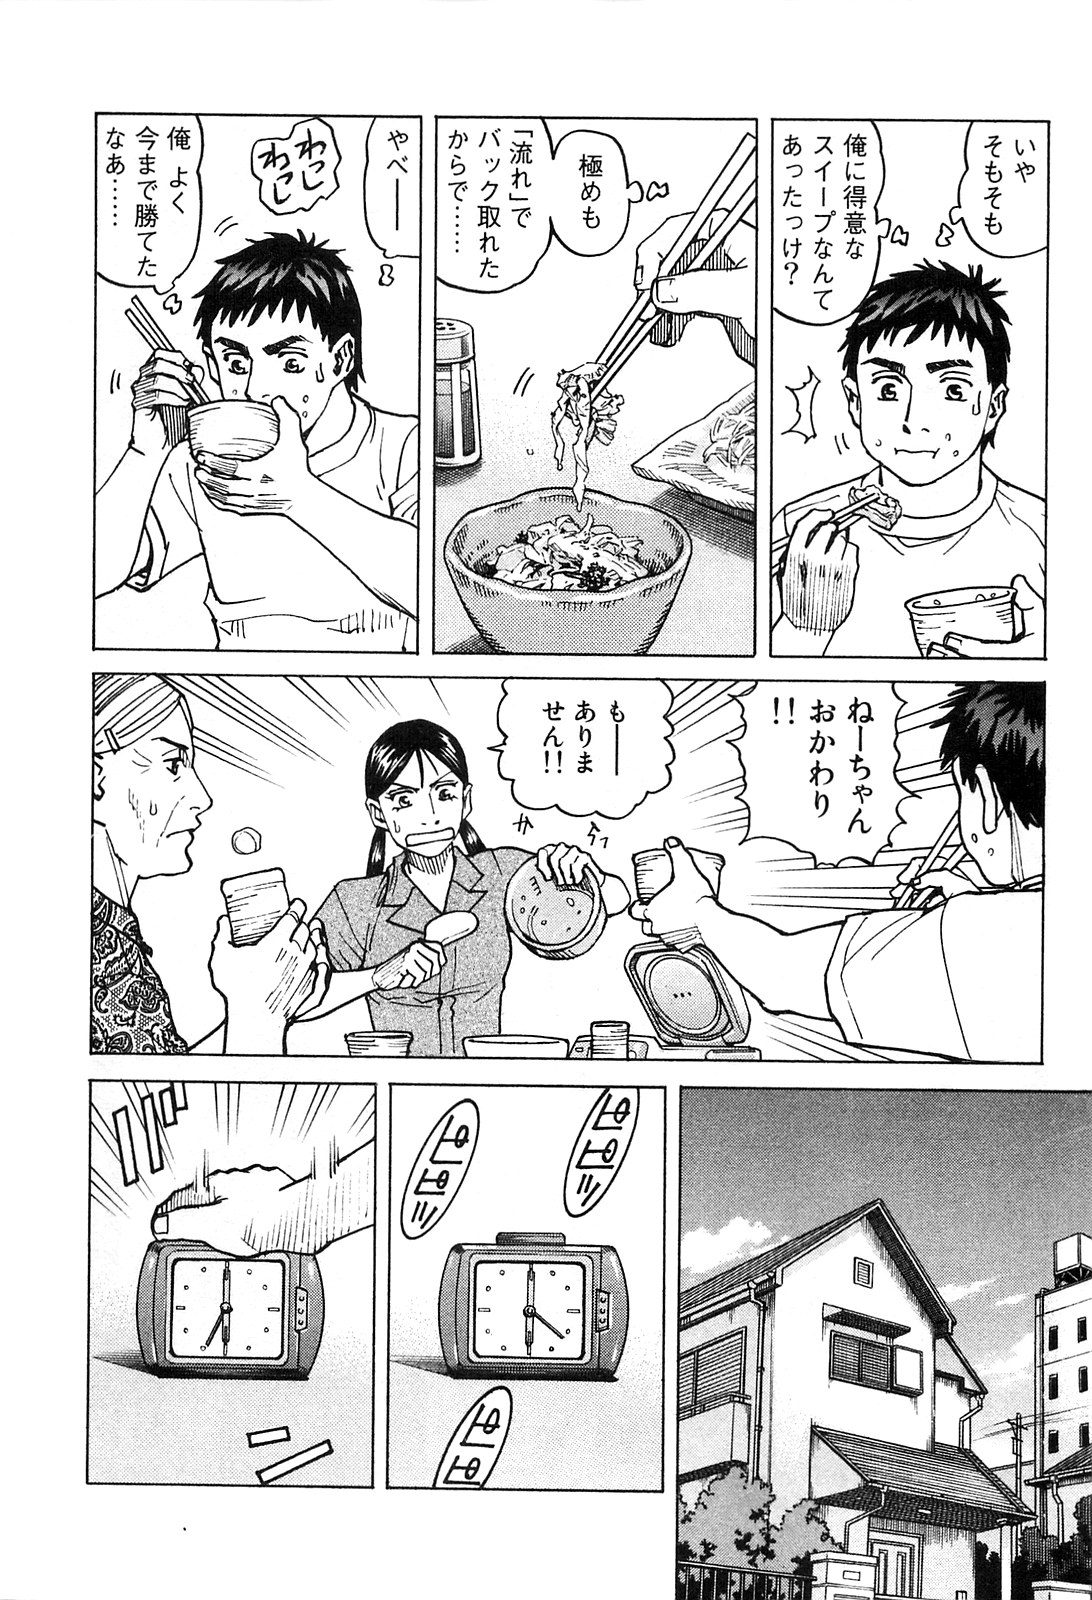 いや
そもそも
俺に得意な
スイープなんて
あったっけ？
極めも
「流れ」で
バック取れた
からで……
やべ――
わっし
わっし
俺 よく
今まで勝てた
なあ……
ねーちゃん
おかわり
!!
も――
ありま
せん!!
ピピッ
ピピッ
ピピ